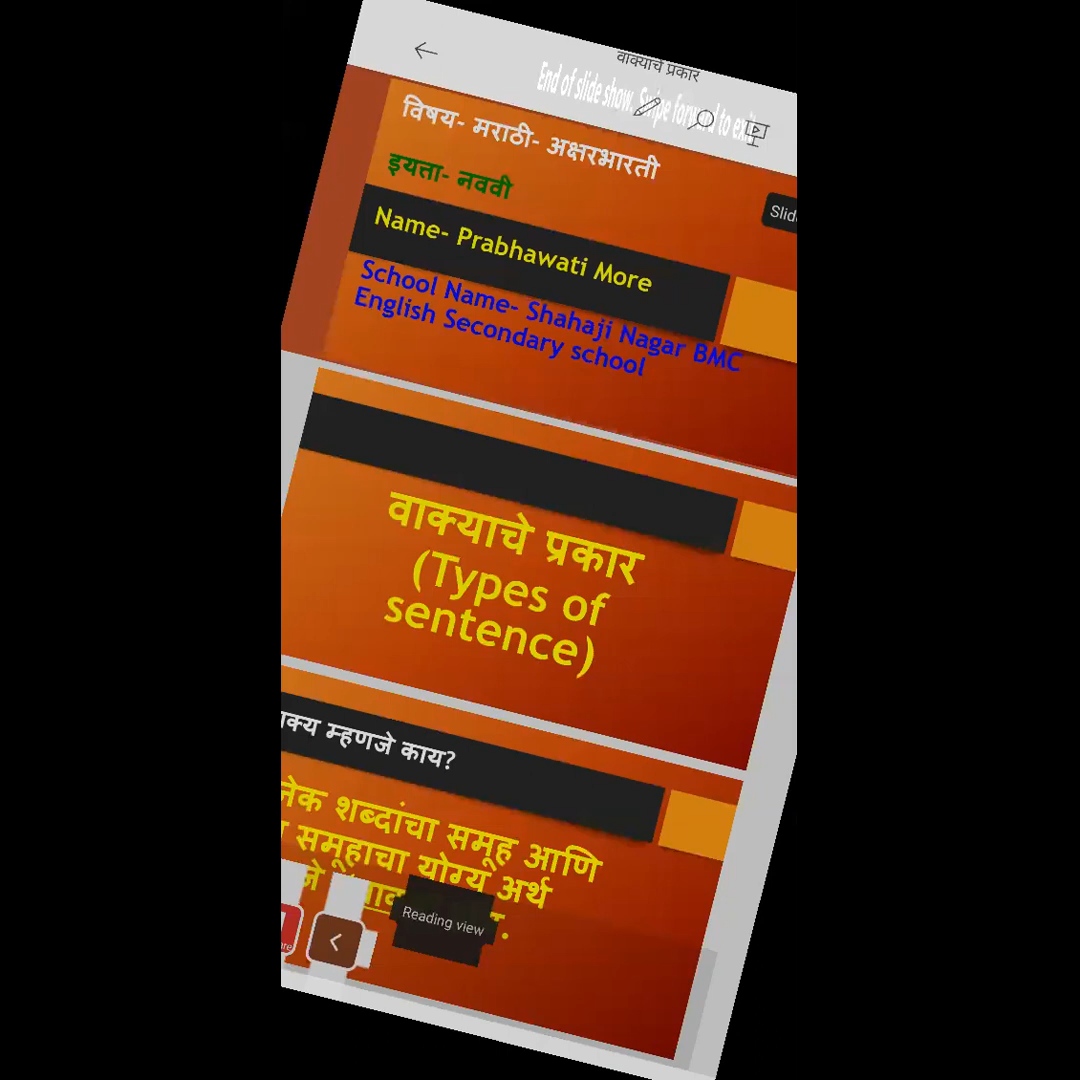 वाक्याचे प्रकार
End of slide show. Swipe forward to exit.
विषय- मराठी- अक्षरभारती
इयत्ता- नववी
Name- Prabhawati More
School Name- Shahaji Nagar BMC
English Secondary school
वाक्याचे प्रकार
(Types of
sentence)
म्हणजे काय?
शब्दांचा समूह आणि
समूहाचा योग्य अर्थ
Reading view